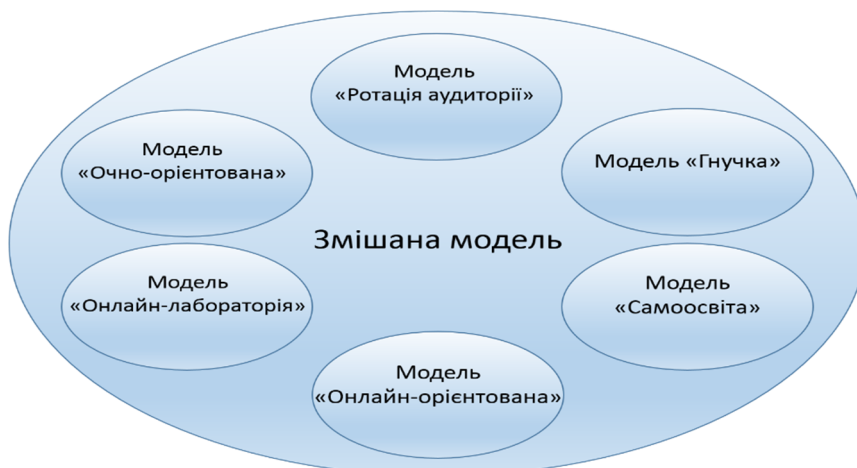 Модель
«Ротація аудиторії»
Модель
«Очно-орієнтована»
Модель «Гнучка»
Змішана модель
Модель
«Онлайн-лабораторія»
Модель
«Самоосвіта»
Модель
«Онлайн-орієнтована»